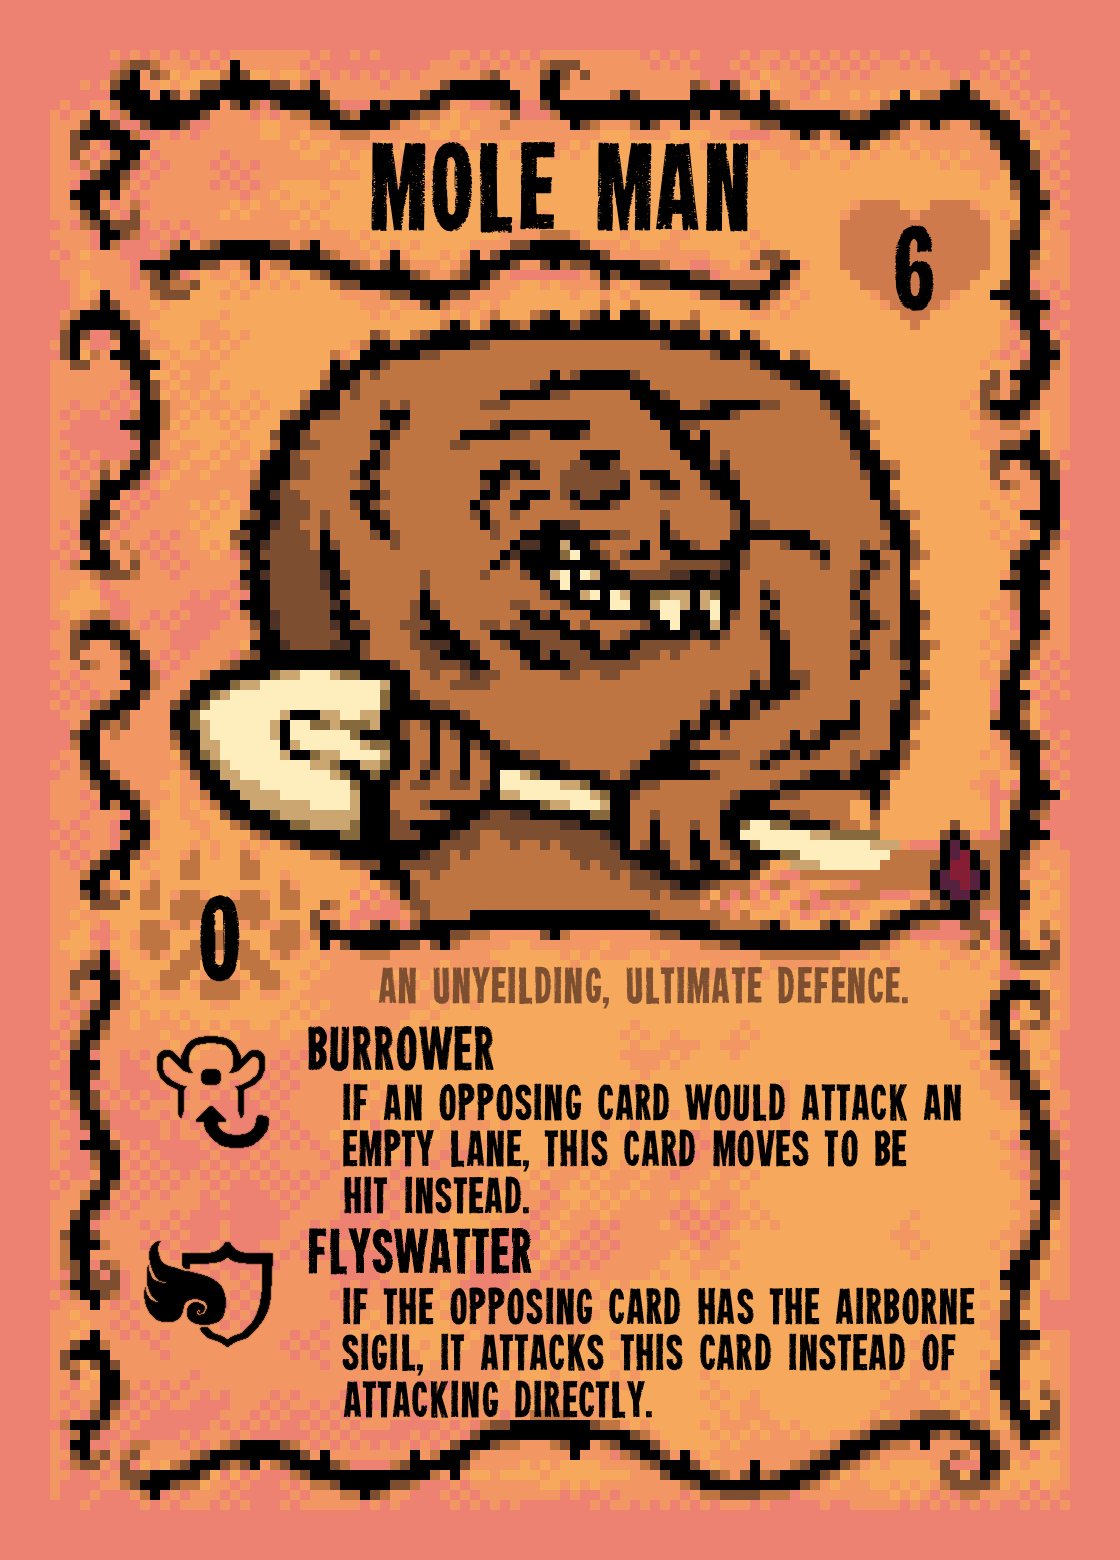 MOLE MAN
6
0
AN UNYEILDING, ULTIMATE DEFENCE.
BURROWER
IF AN OPPOSING CARD WOULD ATTACK AN
EMPTY LANE, THIS CARD MOVES TO BE
HIT INSTEAD.
FLYSWATTER
IF THE OPPOSING CARD HAS THE AIRBORNE
SIGIL, IT ATTACKS THIS CARD INSTEAD OF
ATTACKING DIRECTLY.